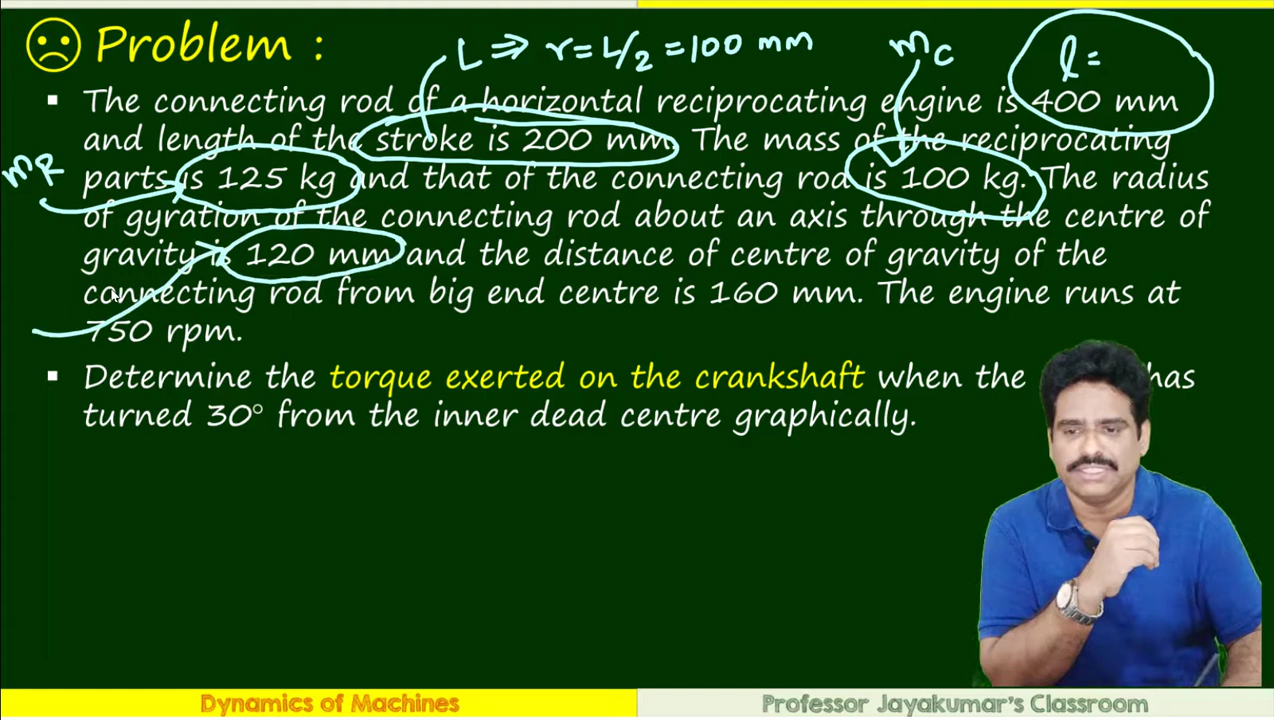 Problem :
L ⇒ r = L/2 = 100 mm
mc
l =
▪ The connecting rod of a horizontal reciprocating engine is 400 mm
and length of the stroke is 200 mm. The mass of the reciprocating
mR
parts is 125 kg and that of the connecting rod is 100 kg. The radius
of gyration of the connecting rod about an axis through the centre of
gravity is 120 mm and the distance of centre of gravity of the
connecting rod from big end centre is 160 mm. The engine runs at
750 rpm.
▪ Determine the torque exerted on the crankshaft when the has
turned 30° from the inner dead centre graphically.
Dynamics of Machines
Professor Jayakumar's Classroom